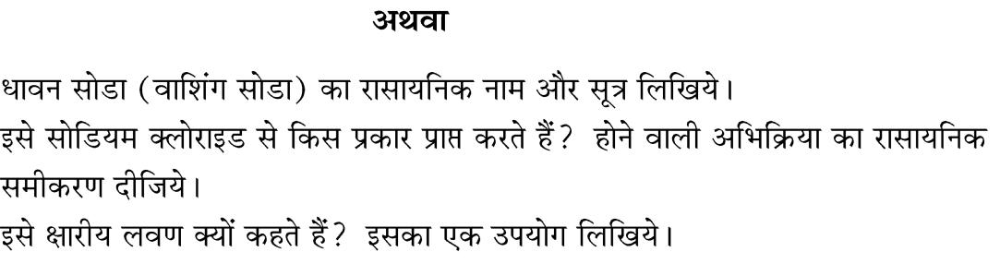 अथवा
धावन सोडा (वाशिंग सोडा) का रासायनिक नाम और सूत्र लिखिये।
इसे सोडियम क्लोराइड से किस प्रकार प्राप्त करते हैं? होने वाली अभिक्रिया का रासायनिक
समीकरण दीजिये।
इसे क्षारीय लवण क्यों कहते हैं? इसका एक उपयोग लिखिये।